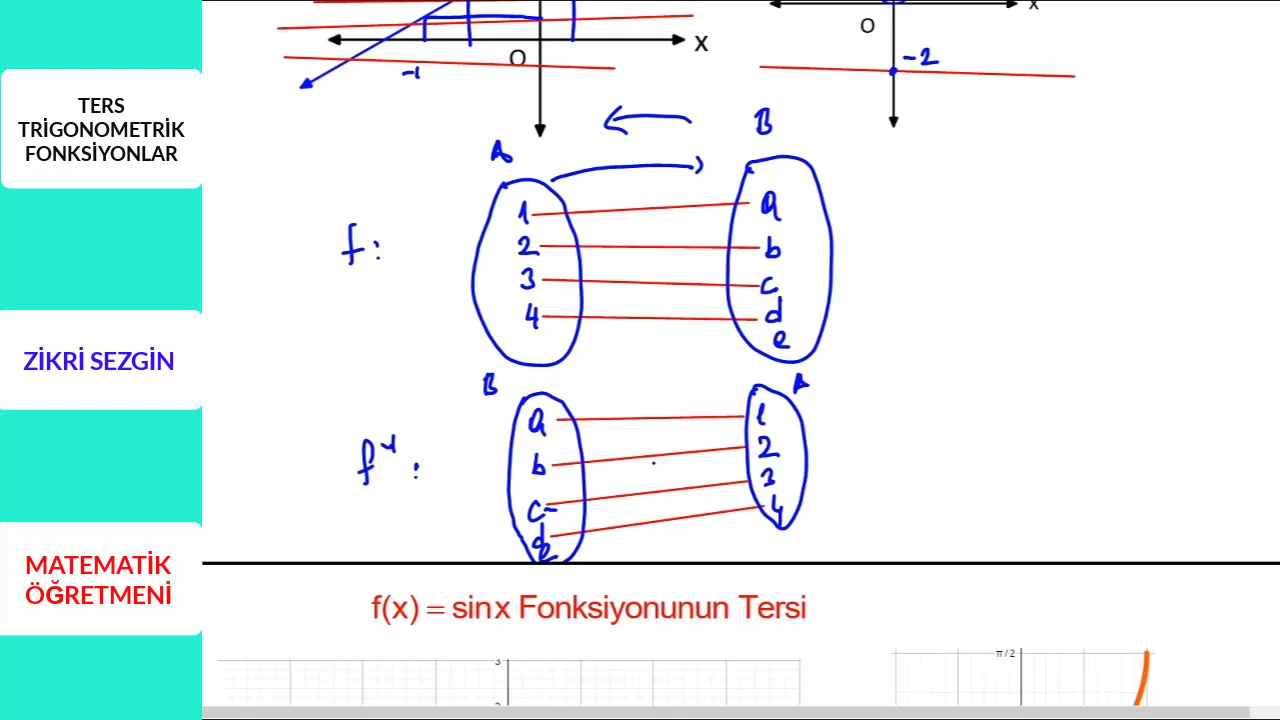 TERS
TRİGONOMETRİK
FONKSİYONLAR
ZİKRİ SEZGİN
MATEMATİK
ÖĞRETMENİ
x
O
-2
x
O
-1
A
B
f:
1
2
3
4
a
b
c
d
e
B
A
a
b
c
1
2
3
4
f(x) = sinx Fonksiyonunun Tersi
3
π / 2